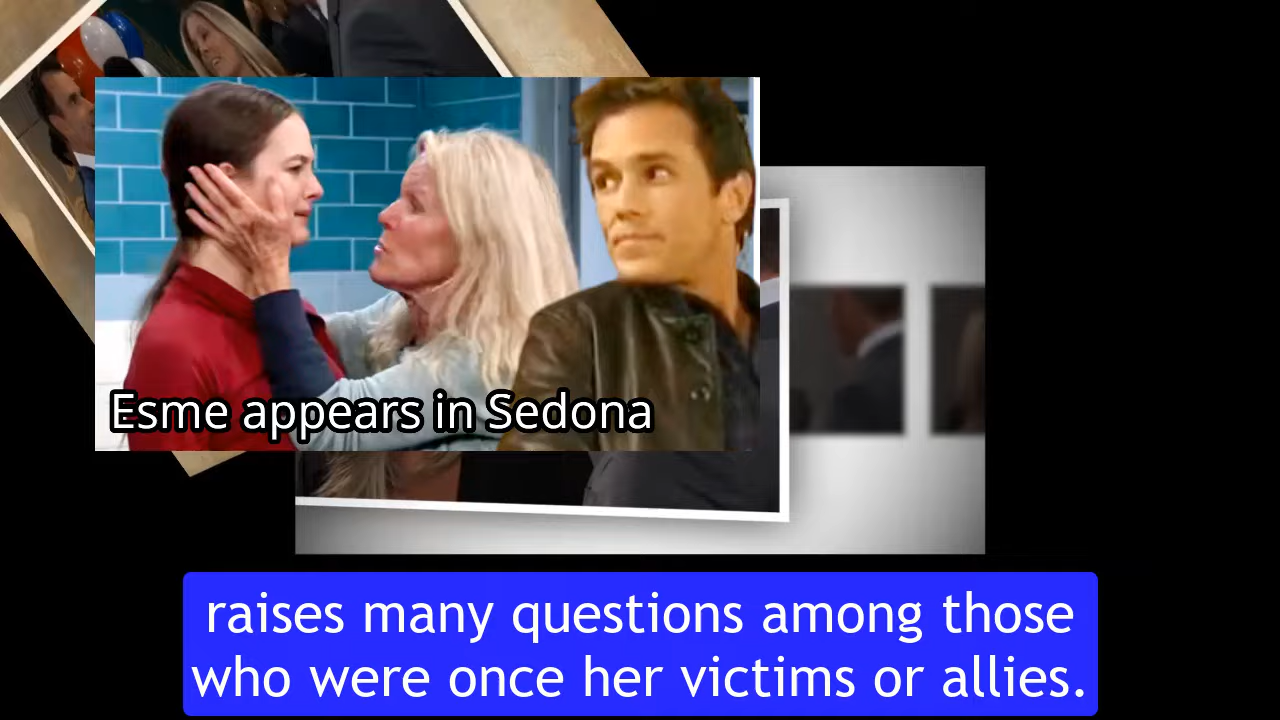 Esme appears in Sedona
raises many questions among those
who were once her victims or allies.